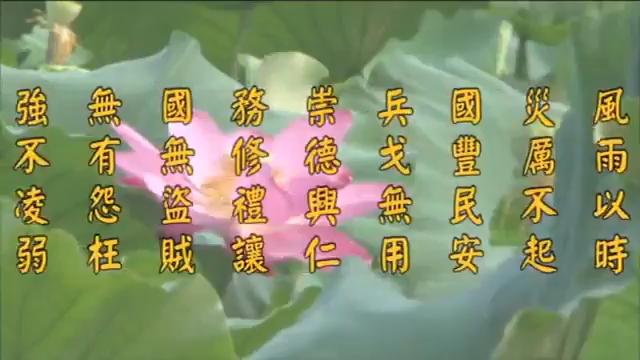 風雨以時
災厲不起
國豐民安
兵戈無用
崇德興仁
務修禮讓
國無盜賊
無有怨枉
強不凌弱